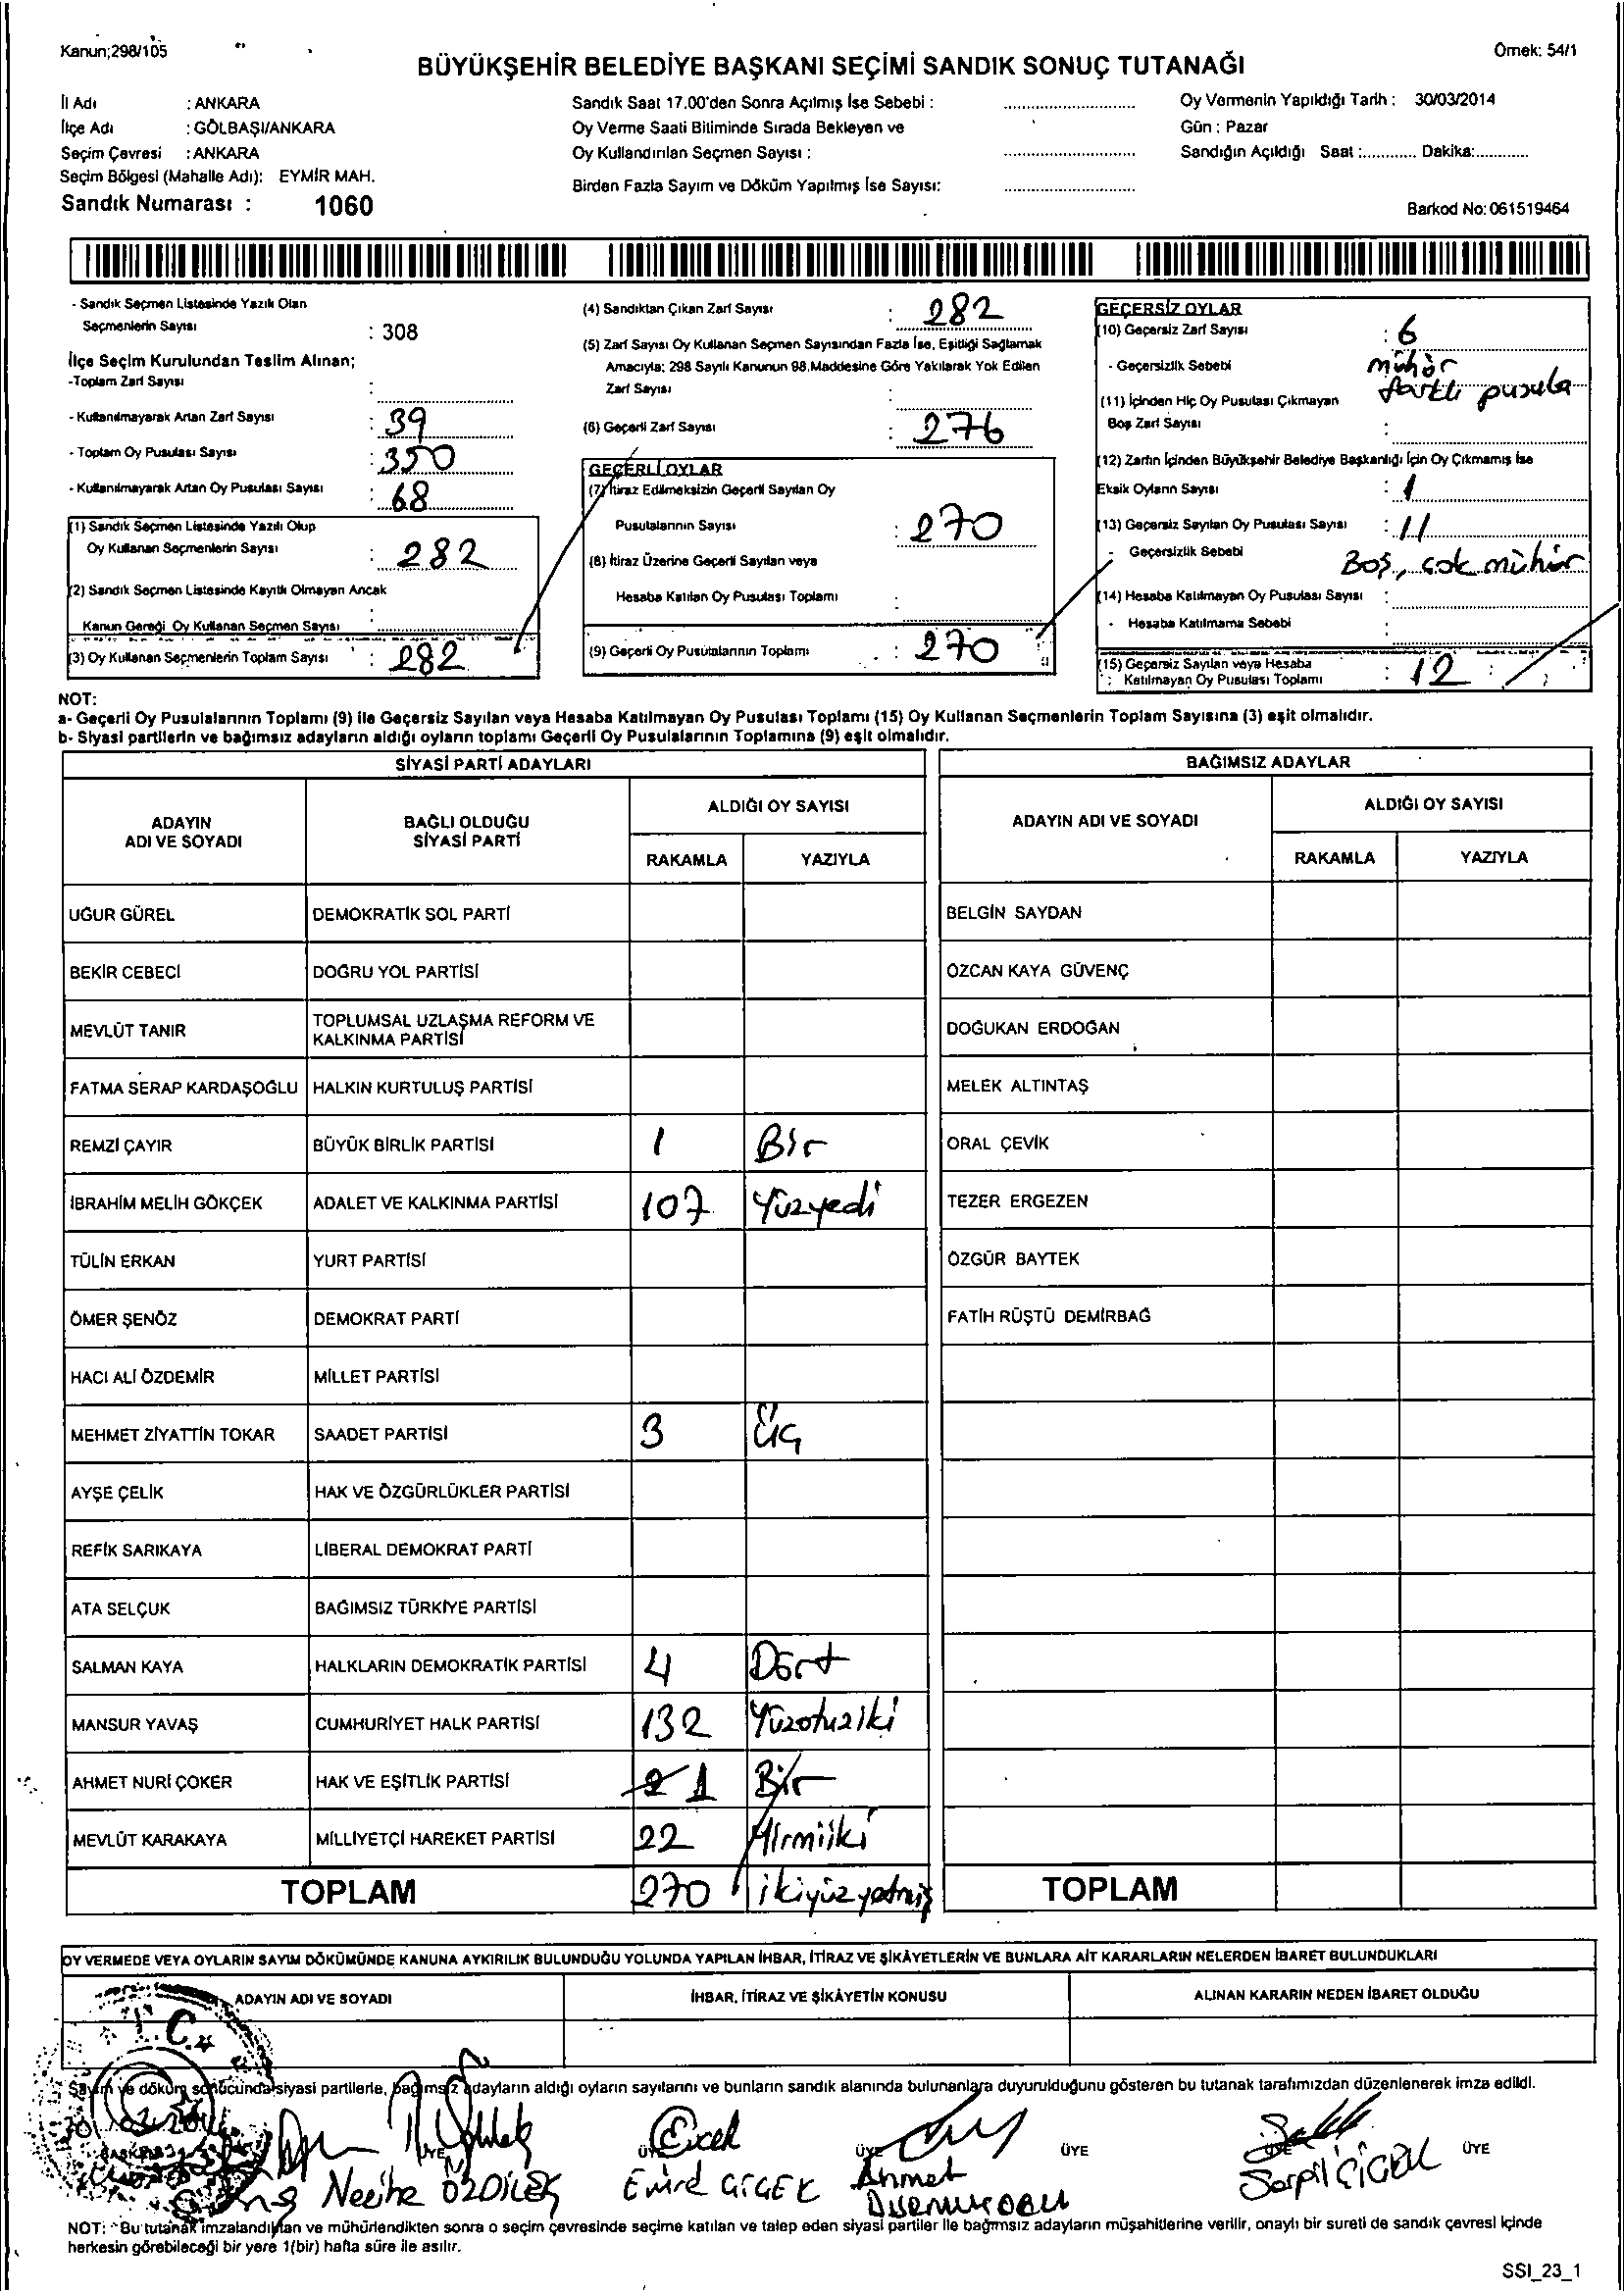 Kanun;298/105
Örnek: 54/1
BÜYÜKŞEHİR BELEDİYE BAŞKANI SEÇİMİ SANDIK SONUÇ TUTANAĞI
İl Adı : ANKARA
İlçe Adı : GÖLBAŞI/ANKARA
Seçim Çevresi : ANKARA
Seçim Bölgesi (Mahalle Adı): EYMİR MAH.
Sandık Numarası : 1060
Sandık Saat 17.00'den Sonra Açılmış İse Sebebi :
Oy Verme Saati Bitiminde Sırada Bekleyen ve
Oy Kullandırılan Seçmen Sayısı :
Birden Fazla Sayım ve Döküm Yapılmış İse Sayısı:
Oy Vermenin Yapıldığı Tarih : 30/03/2014
Gün : Pazar
Sandığın Açıldığı Saat :............ Dakika:............
Barkod No: 061519464
- Sandık Seçmen Listesinde Yazılı Olan
Seçmenlerin Sayısı : 308
İlçe Seçim Kurulundan Teslim Alınan;
-Toplam Zarf Sayısı :
- Kullanılmayarak Artan Zarf Sayısı : 39
- Toplam Oy Pusulası Sayısı : 350
- Kullanılmayarak Artan Oy Pusulası Sayısı : 68
(1) Sandık Seçmen Listesinde Yazılı Olup
Oy Kullanan Seçmenlerin Sayısı : 282
(2) Sandık Seçmen Listesinde Kayıtlı Olmayan Ancak
Kanun Gereği Oy Kullanan Seçmen Sayısı :
(3) Oy Kullanan Seçmenlerin Toplam Sayısı : 282
(4) Sandıktan Çıkan Zarf Sayısı : 282
(5) Zarf Sayısı Oy Kullanan Seçmen Sayısından Fazla İse, Eşitliği Sağlamak
Amacıyla; 298 Sayılı Kanunun 98.Maddesine Göre Yakılarak Yok Edilen
Zarf Sayısı :
(6) Geçerli Zarf Sayısı : 276
GEÇERLİ OYLAR
(7) İtiraz Edilmeksizin Geçerli Sayılan Oy
Pusulalarının Sayısı : 270
(8) İtiraz Üzerine Geçerli Sayılan veya
Hesaba Katılan Oy Pusulası Toplamı :
(9) Geçerli Oy Pusulalarının Toplamı : 270
GEÇERSİZ OYLAR
(10) Geçersiz Zarf Sayısı : 6
- Geçersizlik Sebebi mühür
farklı pusula
(11) İçinden Hiç Oy Pusulası Çıkmayan
Boş Zarf Sayısı :
(12) Zarfın İçinden Büyükşehir Belediye Başkanlığı İçin Oy Çıkmamış İse
Eksik Oyların Sayısı : 1
(13) Geçersiz Sayılan Oy Pusulası Sayısı : 11
- Geçersizlik Sebebi Boş, çok mühür
(14) Hesaba Katılmayan Oy Pusulası Sayısı :
- Hesaba Katılmama Sebebi
(15) Geçersiz Sayılan veya Hesaba
Katılmayan Oy Pusulası Toplamı : 12
NOT:
a- Geçerli Oy Pusulalarının Toplamı (9) ile Geçersiz Sayılan veya Hesaba Katılmayan Oy Pusulası Toplamı (15) Oy Kullanan Seçmenlerin Toplam Sayısına (3) eşit olmalıdır.
b- Siyasi partilerin ve bağımsız adayların aldığı oyların toplamı Geçerli Oy Pusulalarının Toplamına (9) eşit olmalıdır.
SİYASİ PARTİ ADAYLARI
ADAYIN ADI VE SOYADI
BAĞLI OLDUĞU SİYASİ PARTİ
ALDIĞI OY SAYISI
RAKAMLA YAZIYLA
UĞUR GÜREL DEMOKRATİK SOL PARTİ
BEKİR CEBECİ DOĞRU YOL PARTİSİ
MEVLÜT TANIR TOPLUMSAL UZLAŞMA REFORM VE KALKINMA PARTİSİ
FATMA SERAP KARDAŞOĞLU HALKIN KURTULUŞ PARTİSİ
REMZİ ÇAYIR BÜYÜK BİRLİK PARTİSİ 1 Bir
İBRAHİM MELİH GÖKÇEK ADALET VE KALKINMA PARTİSİ 107 Yüzyedi
TÜLİN ERKAN YURT PARTİSİ
ÖMER ŞENÖZ DEMOKRAT PARTİ
HACI ALİ ÖZDEMİR MİLLET PARTİSİ
MEHMET ZİYATTİN TOKAR SAADET PARTİSİ 3 Üç
AYŞE ÇELİK HAK VE ÖZGÜRLÜKLER PARTİSİ
REFİK SARIKAYA LİBERAL DEMOKRAT PARTİ
ATA SELÇUK BAĞIMSIZ TÜRKİYE PARTİSİ
SALMAN KAYA HALKLARIN DEMOKRATİK PARTİSİ 4 Dört
MANSUR YAVAŞ CUMHURİYET HALK PARTİSİ 132 Yüzotuziki
AHMET NURİ ÇOKER HAK VE EŞİTLİK PARTİSİ 1 Bir
MEVLÜT KARAKAYA MİLLİYETÇİ HAREKET PARTİSİ 22 Yirmiiki
TOPLAM 270 ikiyüzyetmiş
BAĞIMSIZ ADAYLAR
ADAYIN ADI VE SOYADI
ALDIĞI OY SAYISI
RAKAMLA YAZIYLA
BELGİN SAYDAN
ÖZCAN KAYA GÜVENÇ
DOĞUKAN ERDOĞAN
MELEK ALTINTAŞ
ORAL ÇEVİK
TEZER ERGEZEN
ÖZGÜR BAYTEK
FATİH RÜŞTÜ DEMİRBAĞ
TOPLAM
OY VERMEDE VEYA OYLARIN SAYIM DÖKÜMÜNDE KANUNA AYKIRILIK BULUNDUĞU YOLUNDA YAPILAN İHBAR, İTİRAZ VE ŞİKÂYETLERİN VE BUNLARA AİT KARARLARIN NELERDEN İBARET BULUNDUKLARI
ADAYIN ADI VE SOYADI
İHBAR, İTİRAZ VE ŞİKÂYETİN KONUSU
ALINAN KARARIN NEDEN İBARET OLDUĞU
T.C.
Sayım ve döküm sonucunda siyasi partilerle, bağımsız adayların aldığı oyların sayılarını ve bunların sandık alanında bulunanlara duyurulduğunu gösteren bu tutanak tarafımızdan düzenlenerek imza edildi.
ÜYE ÜYE ÜYE ÜYE ÜYE ÜYE
Necihe ÖZDİLEK Emre ÇİÇEK Ahmet Serpil ÇİÇEK
NOT: Bu tutanak imzalandıktan ve mühürlendikten sonra o seçim çevresinde seçime katılan ve talep eden siyasi partiler ile bağımsız adayların müşahitlerine verilir, onaylı bir sureti de sandık çevresi içinde
herkesin görebileceği bir yere 1(bir) hafta süre ile asılır.
SSI_23_1